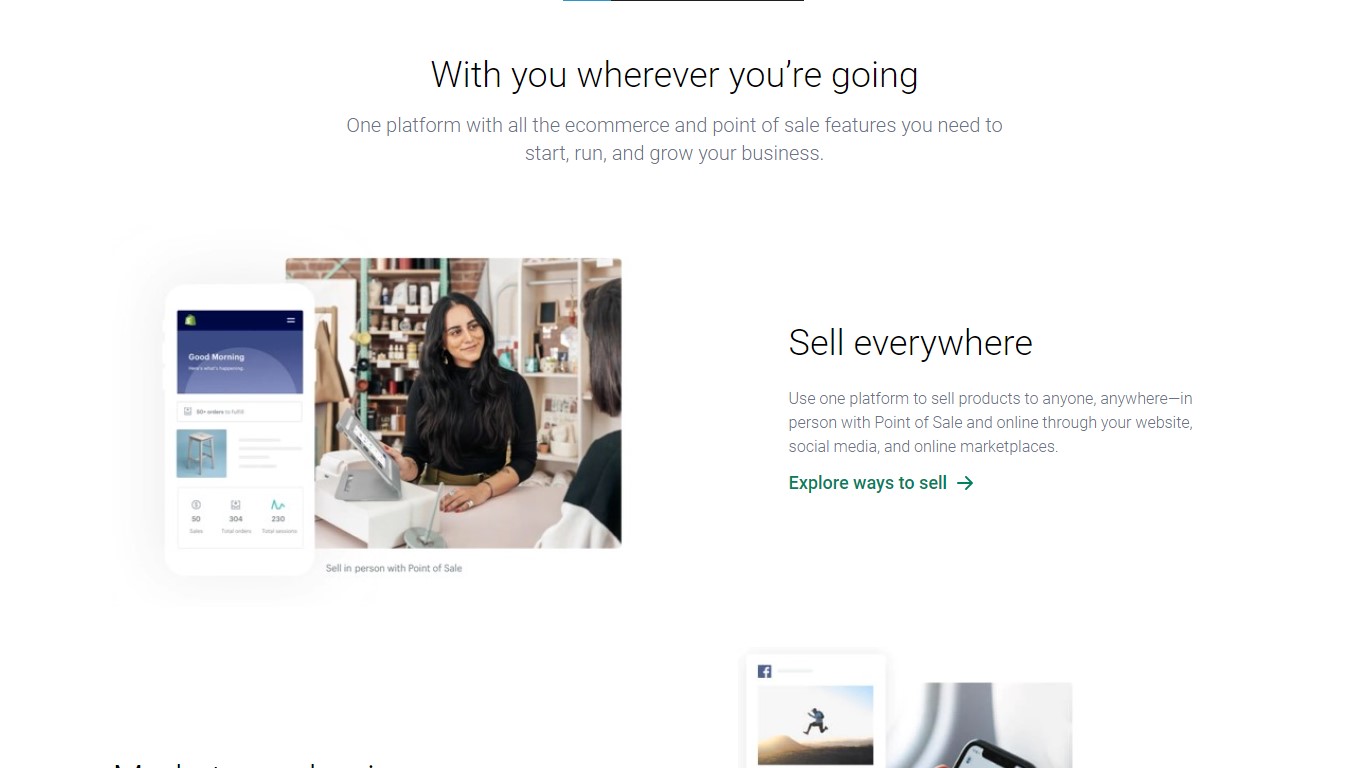 With you wherever you’re going
One platform with all the ecommerce and point of sale features you need to
start, run, and grow your business.
Good Morning
Here's what's happening
50+ orders to fulfill
50
304
230
Sales
Total orders
Total sessions
Sell in person with Point of Sale
Sell everywhere
Use one platform to sell products to anyone, anywhere—in
person with Point of Sale and online through your website,
social media, and online marketplaces.
Explore ways to sell →